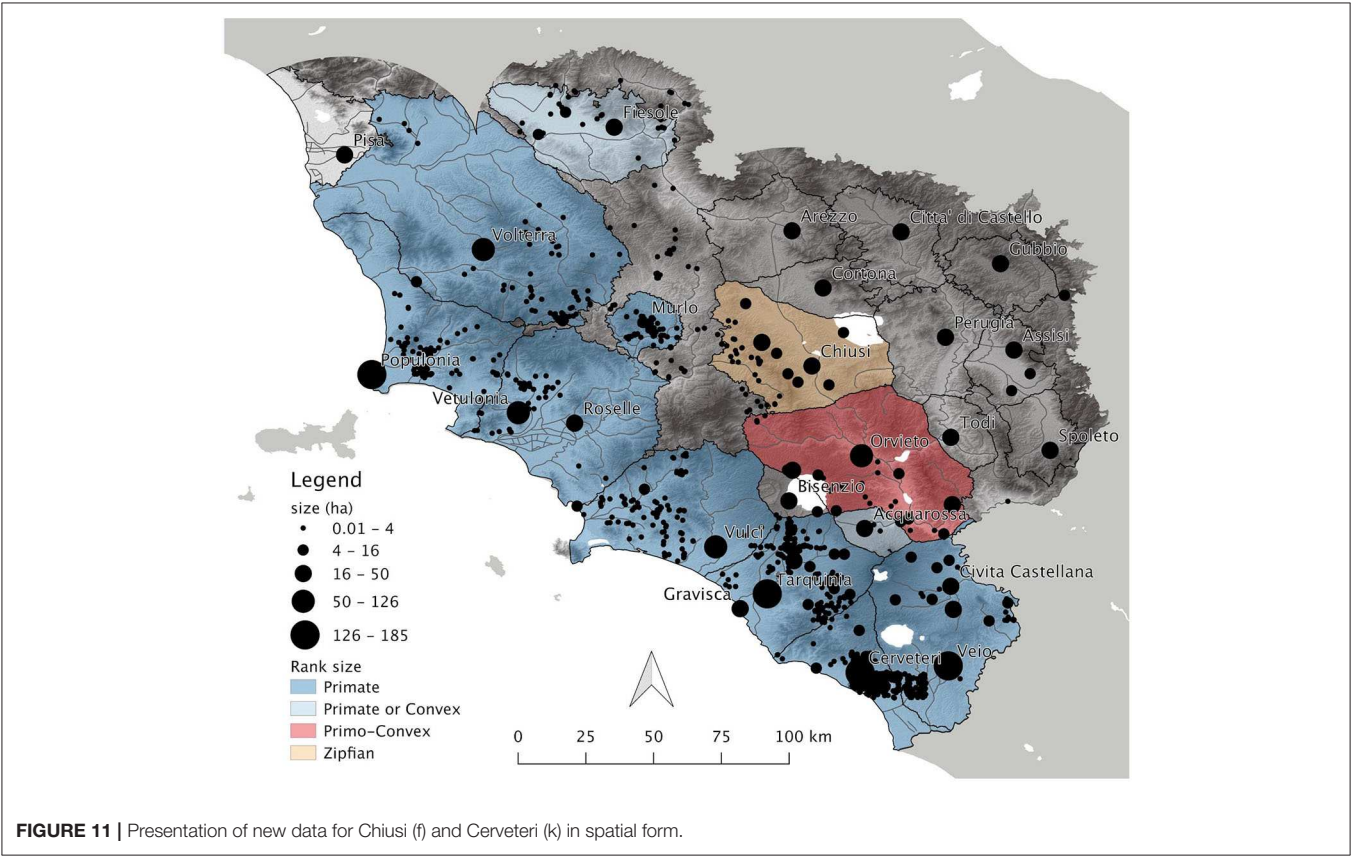 Pisa
Fiesole
Arezzo
Citta' di Castello
Volterra
Gubbio
Cortona
Murlo
Perugia
Assisi
Chiusi
Populonia
Vetulonia
Roselle
Todi
Spoleto
Orvieto
Bisenzio
Acquarossa
Vulci
Civita Castellana
Tarquinia
Gravisca
Cerveteri
Veio
Legend
size (ha)
0.01 – 4
4 – 16
16 – 50
50 – 126
126 – 185
Rank size
Primate
Primate or Convex
Primo-Convex
Zipfian
0 25 50 75 100 km
FIGURE 11 | Presentation of new data for Chiusi (f) and Cerveteri (k) in spatial form.